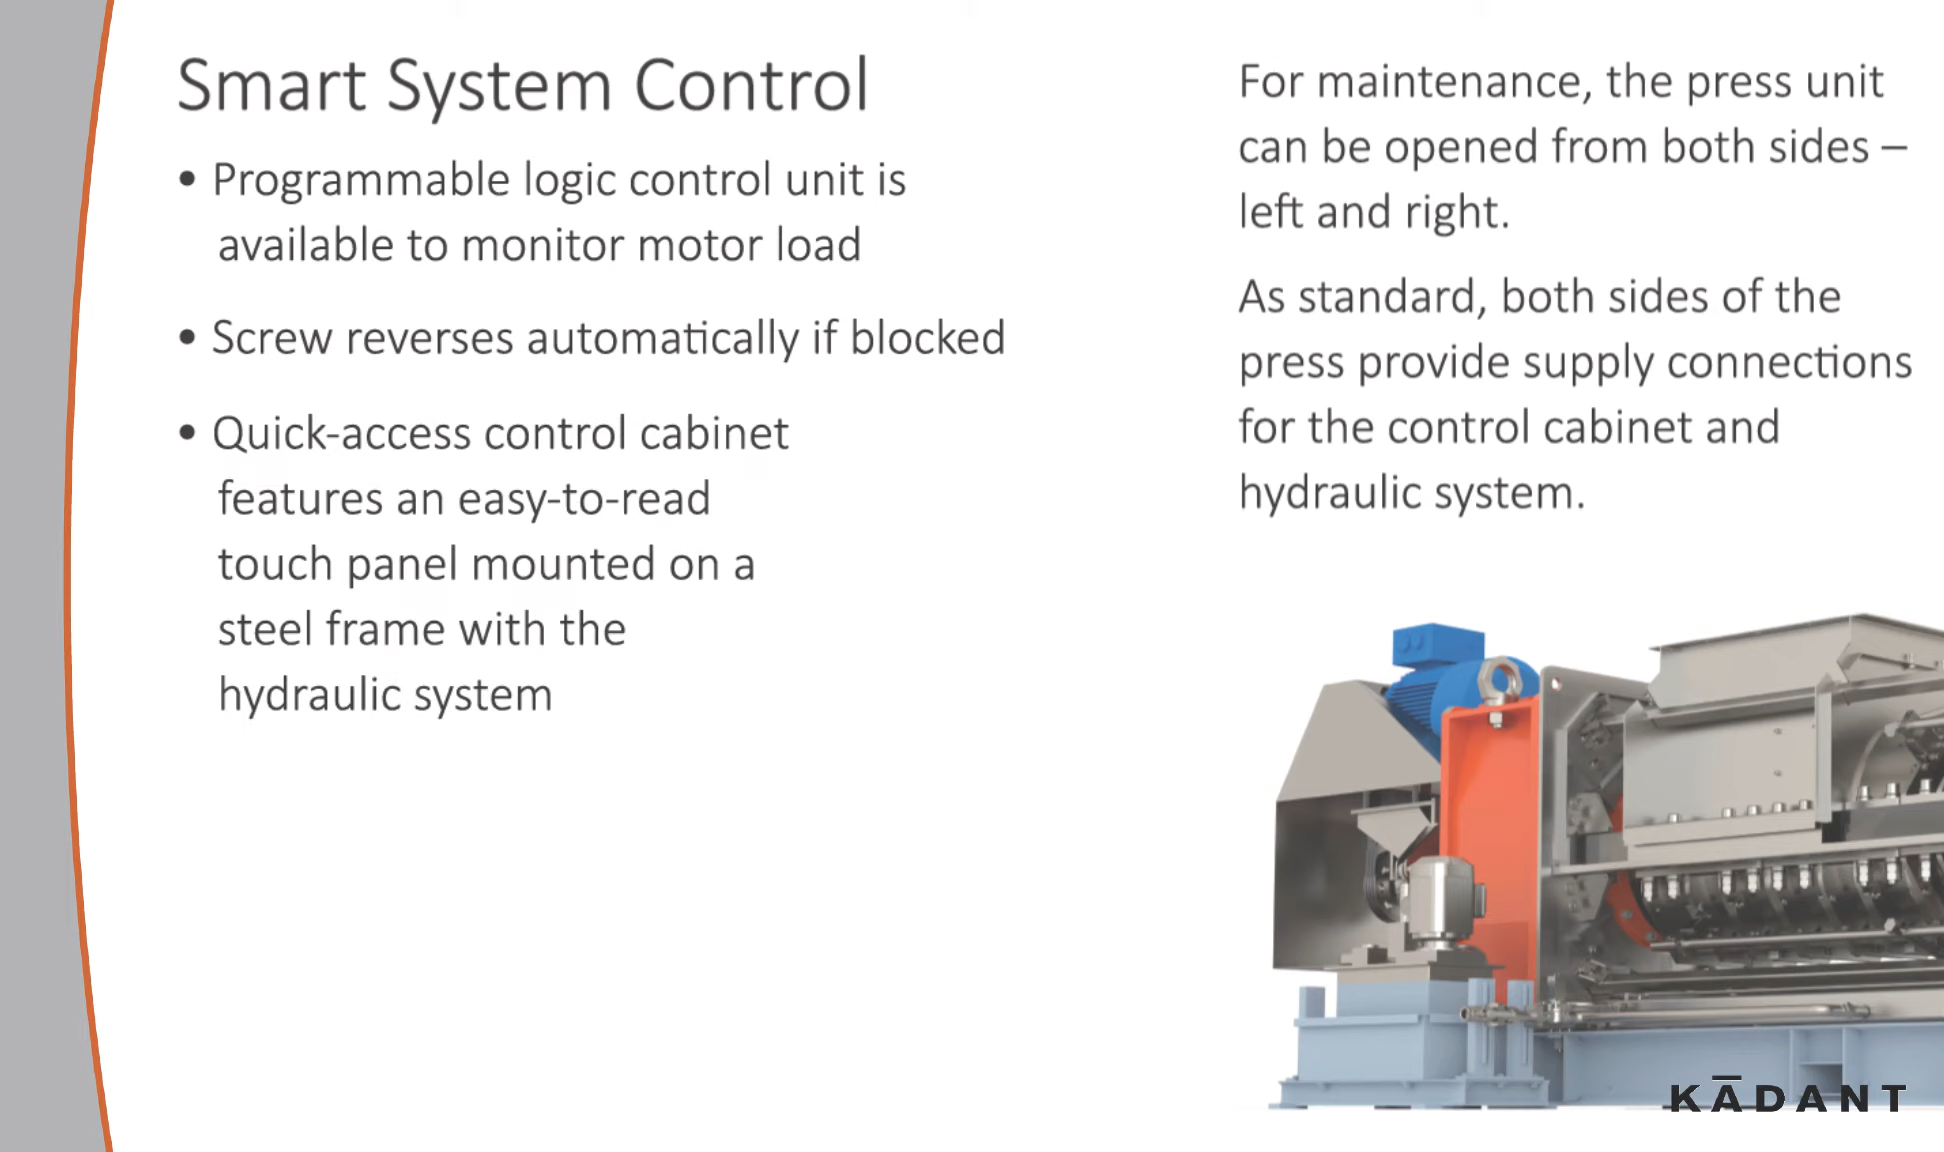 Smart System Control
• Programmable logic control unit is
available to monitor motor load
• Screw reverses automatically if blocked
• Quick-access control cabinet
features an easy-to-read
touch panel mounted on a
steel frame with the
hydraulic system
For maintenance, the press unit
can be opened from both sides –
left and right.
As standard, both sides of the
press provide supply connections
for the control cabinet and
hydraulic system.
KĀDANT